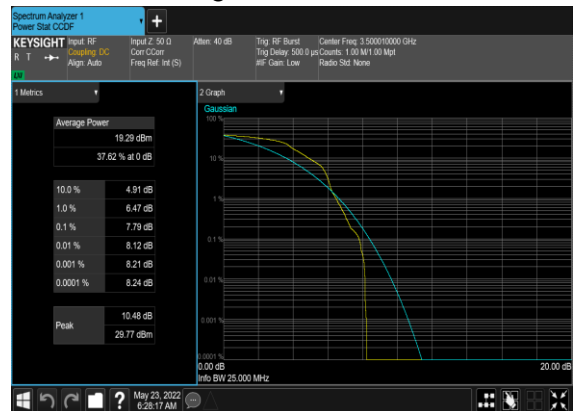 Spectrum Analyzer 1
Power Stat CCDF
+
KEYSIGHT Input: RF Input Z: 50 Ω Atten: 40 dB Trig: RF Burst Center Freq: 3.500010000 GHz
R T Coupling: DC Corr CCorr Trig Delay: 500.0 µs Counts: 1.00 M/1.00 Mpt
Align: Auto Freq Ref: Int (S) #IF Gain: Low Radio Std: None
LU
1 Metrics
Average Power
19.29 dBm
37.62 % at 0 dB
10.0 % 4.91 dB
1.0 % 6.47 dB
0.1 % 7.79 dB
0.01 % 8.12 dB
0.001 % 8.21 dB
0.0001 % 8.24 dB
Peak 10.48 dB
29.77 dBm
2 Graph
Gaussian
100 %
10 %
1 %
0.1 %
0.01 %
0.001 %
0.0001 %
0.00 dB 20.00 dB
Info BW 25.000 MHz
? May 23, 2022
6:28:17 AM